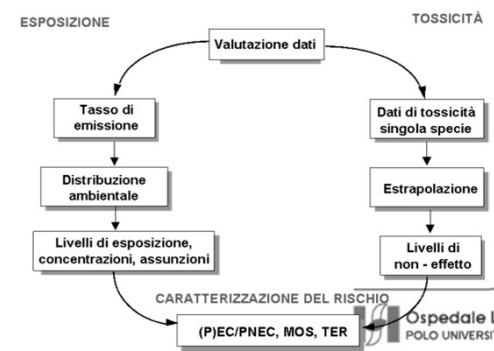 ESPOSIZIONE
TOSSICITÀ
Valutazione dati
Tasso di
emissione
Dati di tossicità
singola specie
Distribuzione
ambientale
Estrapolazione
Livelli di esposizione,
concentrazioni, assunzioni
Livelli di
non - effetto
CARATTERIZZAZIONE DEL RISCHIO
(P)EC/PNEC, MOS, TER
Ospedale L
POLO UNIVERSI